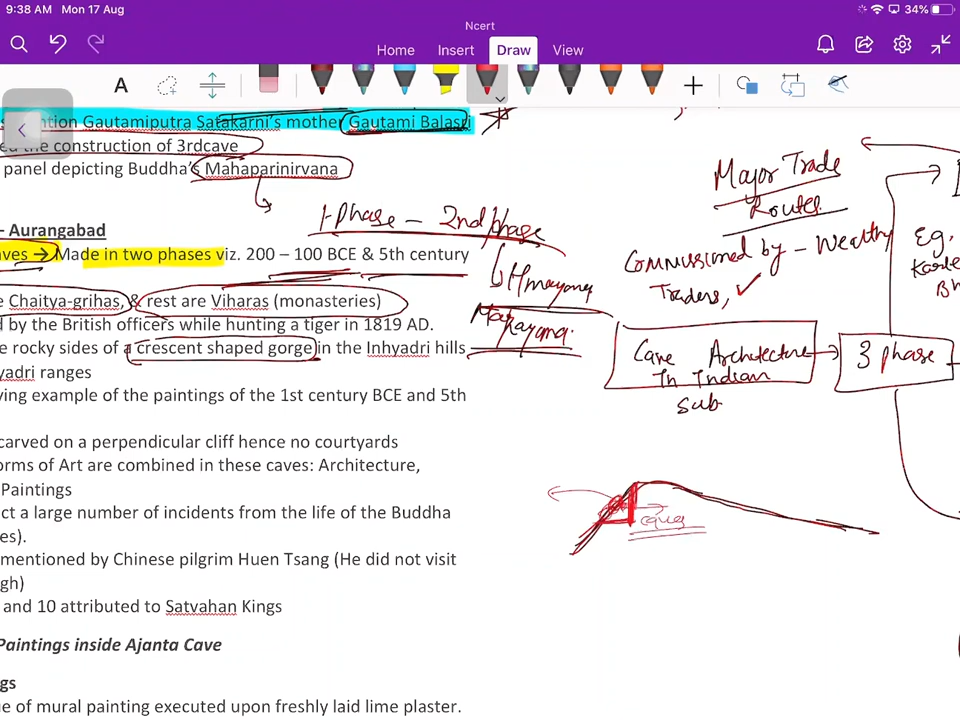 9:38 AM Mon 17 Aug
34%
Ncert
Home Insert Draw View
A
ntion Gautamiputra Satakarni's mother Gautami Balasri
ed the construction of 3rdcave
panel depicting Buddha's Mahaparinirvana
1-Phase – 2nd phase
– Aurangabad
aves → Made in two phases viz. 200 – 100 BCE & 5th century
e Chaitya-grihas, & rest are Viharas (monasteries)
d by the British officers while hunting a tiger in 1819 AD.
e rocky sides of a crescent shaped gorge in the Inhyadri hills
yadri ranges
ying example of the paintings of the 1st century BCE and 5th
carved on a perpendicular cliff hence no courtyards
orms of Art are combined in these caves: Architecture,
Paintings
ct a large number of incidents from the life of the Buddha
es).
mentioned by Chinese pilgrim Huen Tsang (He did not visit
gh)
and 10 attributed to Satvahan Kings
Paintings inside Ajanta Cave
gs
ue of mural painting executed upon freshly laid lime plaster.
Major Trade
Routes
Commissioned by – Wealthy
Traders,
Cave Architecture
In Indian
Sub
3 phase
Eg.